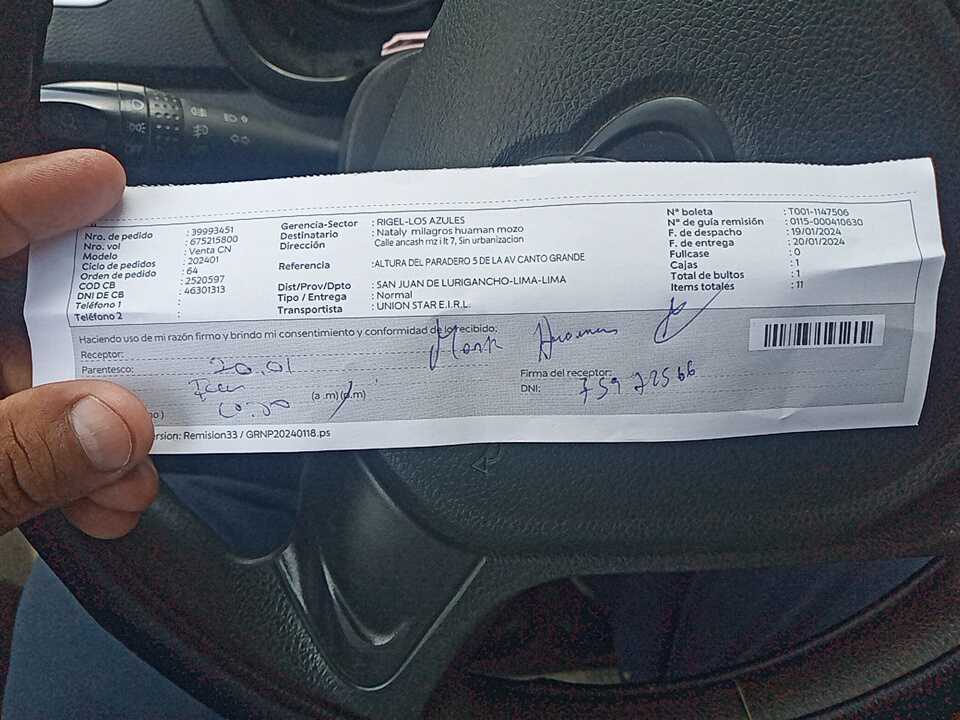 Nro. de pedido : 39993451
Nro. vol : 675215800
Modelo : Venta CN
Ciclo de pedidos : 202401
Orden de pedido : 64
COD CB : 2520597
DNI DE CB : 46301313
Teléfono 1 :
Teléfono 2 :
Gerencia-Sector : RIGEL-LOS AZULES
Destinatario : Nataly milagros huaman mozo
Dirección : Calle ancash mz i lt 7, Sin urbanizacion
Referencia : ALTURA DEL PARADERO 5 DE LA AV CANTO GRANDE
Dist/Prov/Dpto : SAN JUAN DE LURIGANCHO-LIMA-LIMA
Tipo / Entrega : Normal
Transportista : UNION STAR E.I.R.L.
Nª boleta : T001-1147506
Nª de guía remisión : 0115-000410630
F. de despacho : 19/01/2024
F. de entrega : 20/01/2024
Fullcase : 0
Cajas : 1
Total de bultos : 1
Items totales : 11
Haciendo uso de mi razón firmo y brindo mi consentimiento y conformidad de lo recibido;
Receptor:
Parentesco: 20.01
(a .m) (p.m)
Firma del receptor:
DNI: 75972566
ersion: Remision33 / GRNP20240118.ps